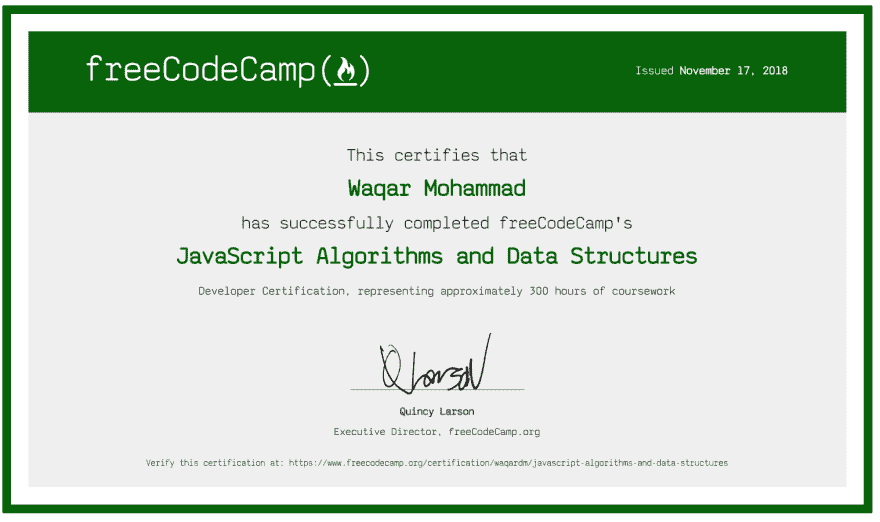 freeCodeCamp(🔥)
Issued November 17, 2018
This certifies that
Waqar Mohammad
has successfully completed freeCodeCamp's
JavaScript Algorithms and Data Structures
Developer Certification, representing approximately 300 hours of coursework
Q Larson
Quincy Larson
Executive Director, freeCodeCamp.org
Verify this certification at: https://www.freecodecamp.org/certification/waqardm/javascript-algorithms-and-data-structures